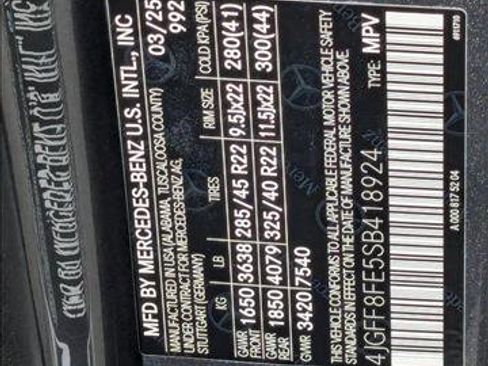 MFD BY MERCEDES-BENZ U.S. INTL., INC 03/25
MANUFACTURED IN USA (ALABAMA, TUSCALOOSA COUNTY) 992
UNDER CONTRACT FOR MERCEDES-BENZ AG,
STUTTGART (GERMANY)
KG LB TIRES RIM SIZE COLD KPA (PSI)
GAWR FRONT 1650 3638 285/45 R22 9.5Jx22 280(41)
GAWR REAR 1850 4079 325/40 R22 11.5Jx22 300(44)
GVWR 3420 7540
THIS VEHICLE CONFORMS TO ALL APPLICABLE FEDERAL MOTOR VEHICLE SAFETY
STANDARDS IN EFFECT ON THE DATE OF MANUFACTURE SHOWN ABOVE.
4JGFF8FE5SB418924 TYPE: MPV
A 000 817 52 04